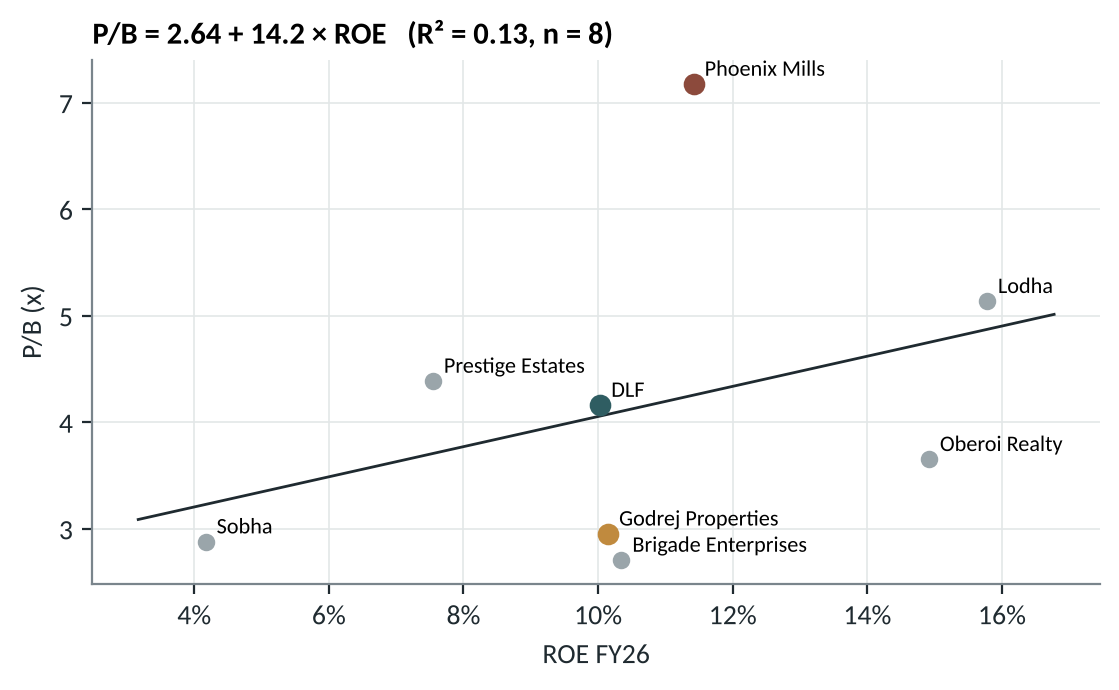 P/B = 2.64 + 14.2 × ROE (R² = 0.13, n = 8)
Phoenix Mills
7
6
Lodha
5
P/B (x)
Prestige Estates
DLF
4
Oberoi Realty
Godrej Properties
3
Sobha
Brigade Enterprises
4% 6% 8% 10% 12% 14% 16%
ROE FY26